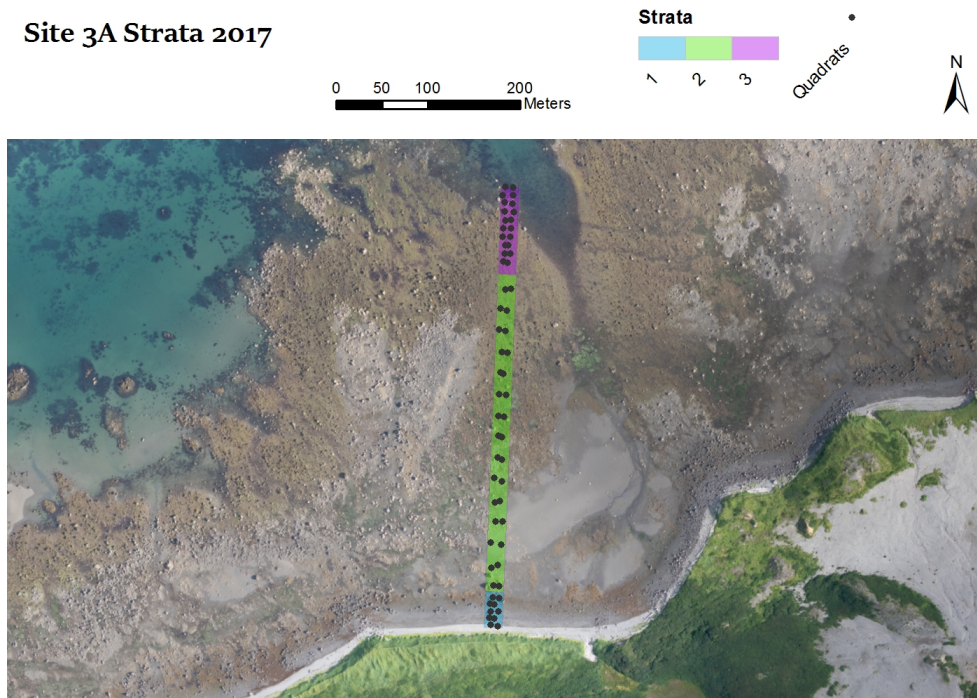 Site 3A Strata 2017
Strata
1 2 3 Quadrats
0 50 100 200
Meters
N